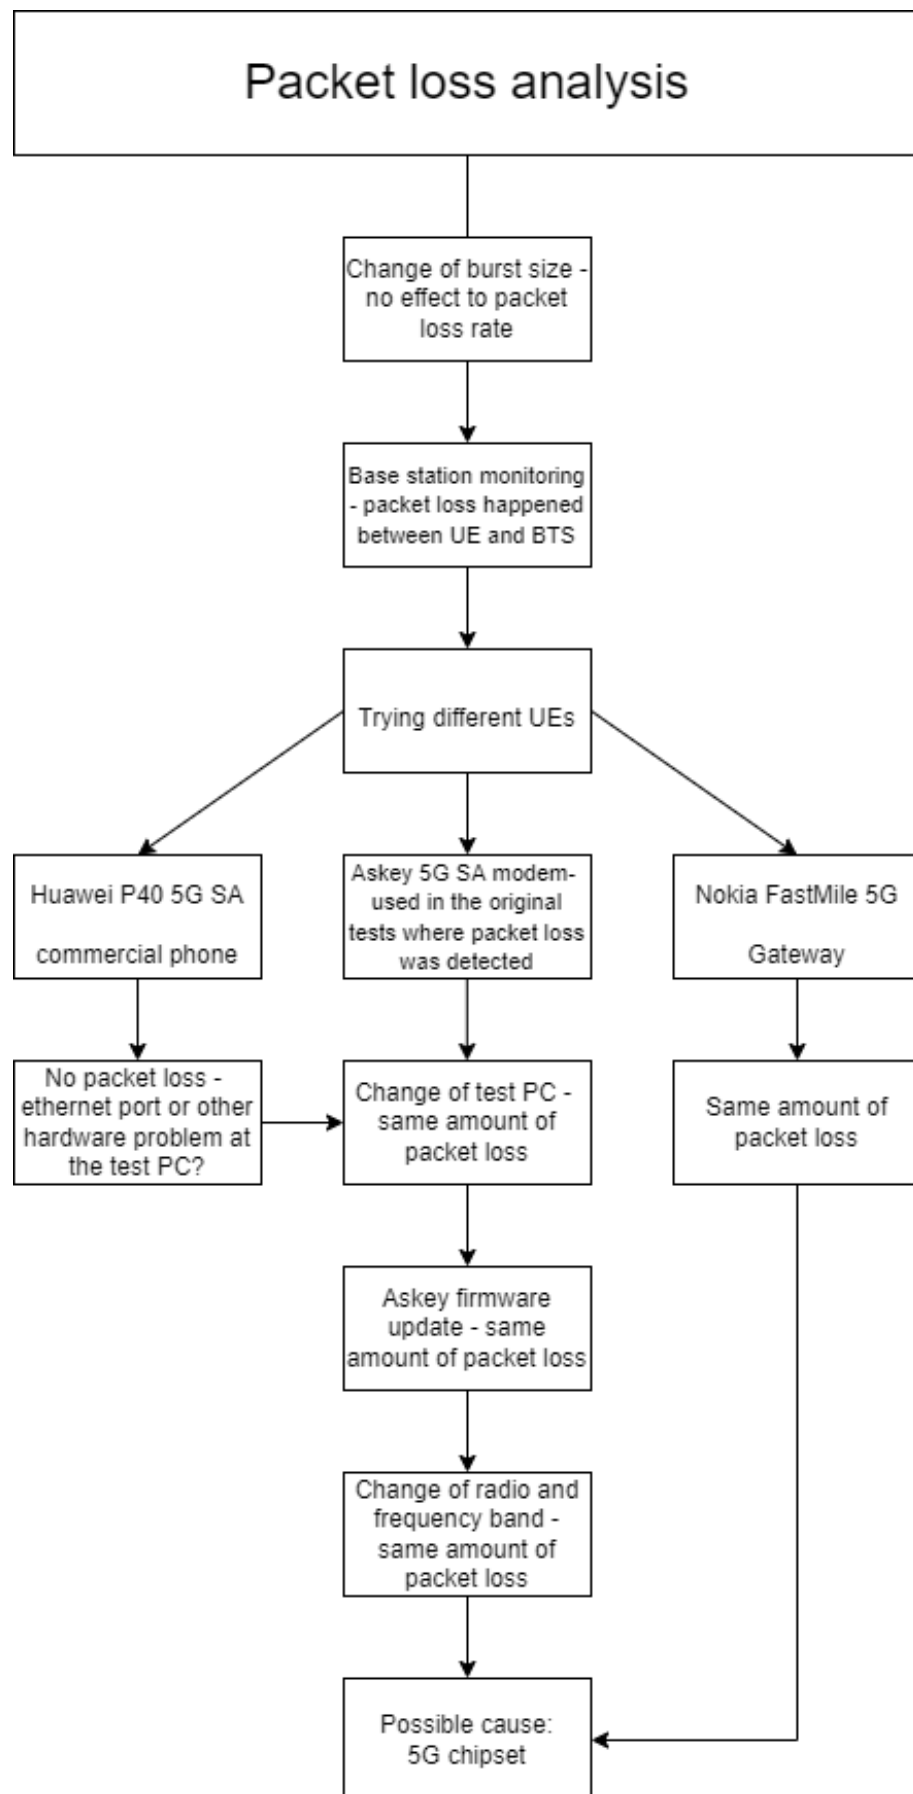 Packet loss analysis
Change of burst size -
no effect to packet
loss rate
Base station monitoring
- packet loss happened
between UE and BTS
Trying different UEs
Huawei P40 5G SA
commercial phone
Askey 5G SA modem-
used in the original
tests where packet loss
was detected
Nokia FastMile 5G
Gateway
No packet loss -
ethernet port or other
hardware problem at
the test PC?
Change of test PC -
same amount of
packet loss
Same amount of
packet loss
Askey firmware
update - same
amount of packet loss
Change of radio and
frequency band -
same amount of
packet loss
Possible cause:
5G chipset